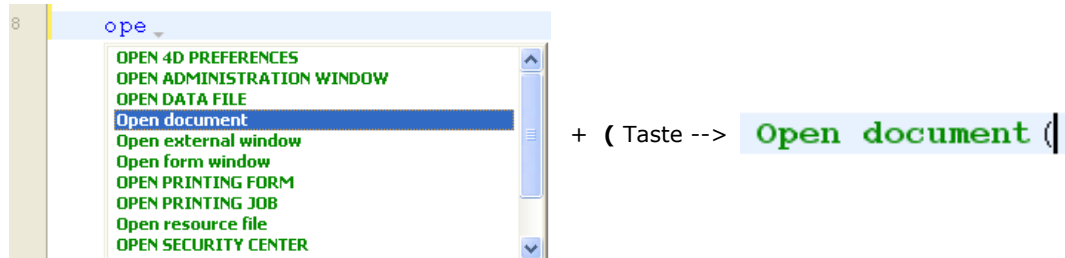 8 ope
OPEN 4D PREFERENCES
OPEN ADMINISTRATION WINDOW
OPEN DATA FILE
Open document
Open external window
Open form window
OPEN PRINTING FORM
OPEN PRINTING JOB
Open resource file
OPEN SECURITY CENTER
+ ( Taste --> Open document (